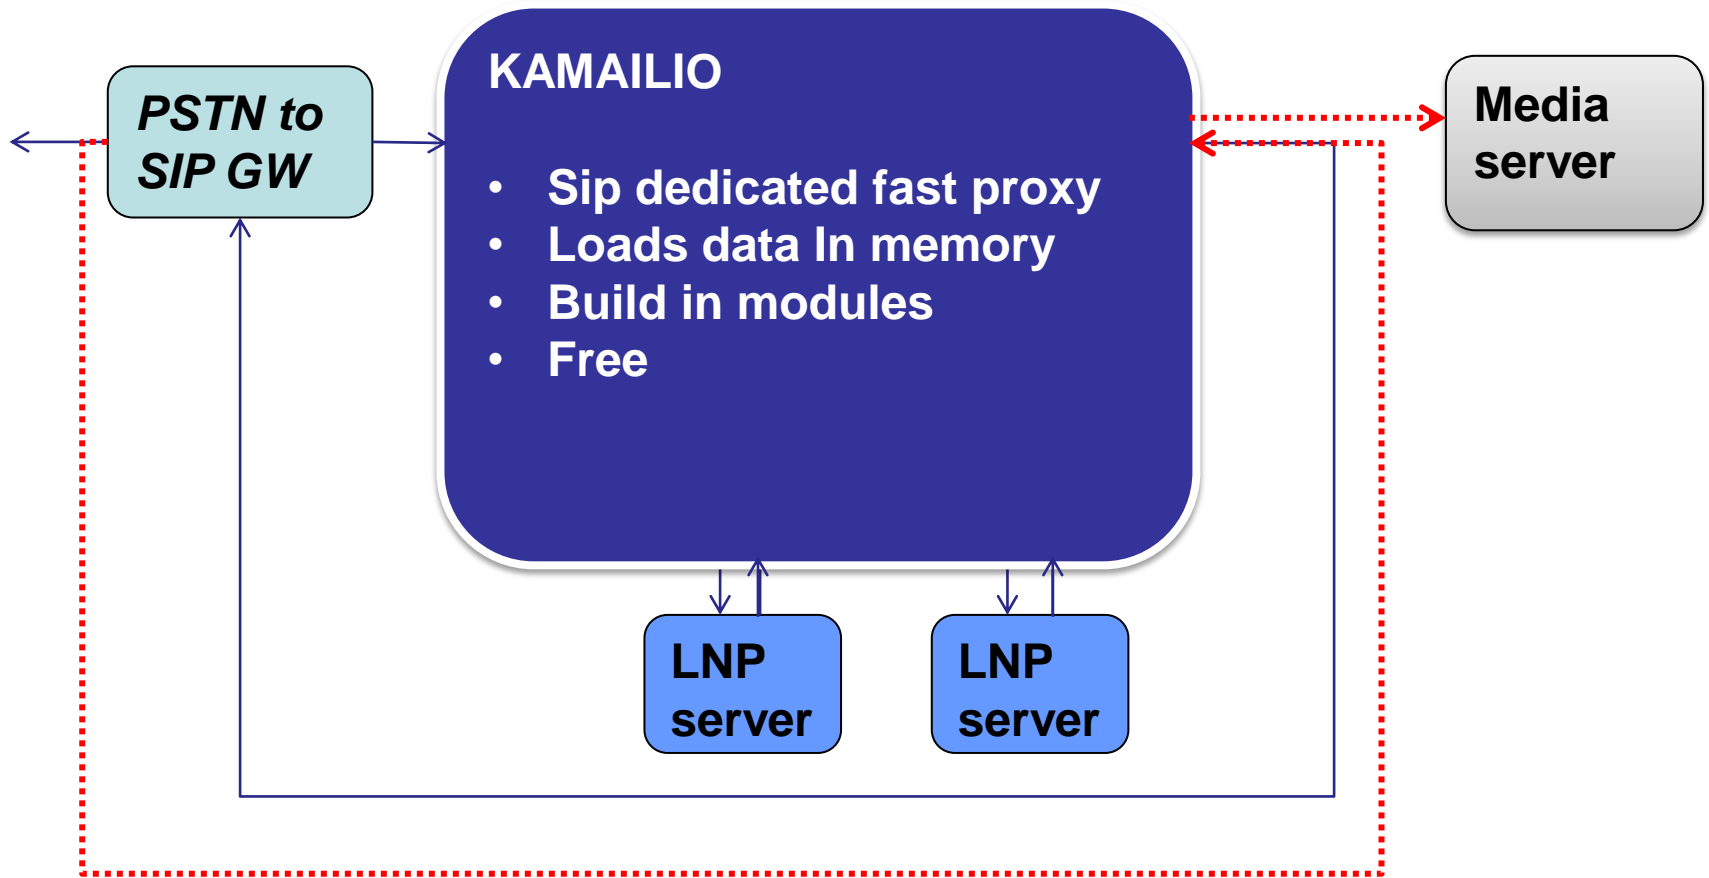 KAMAILIO
PSTN to
SIP GW
• Sip dedicated fast proxy
• Loads data In memory
• Build in modules
• Free
Media
server
LNP
server
LNP
server